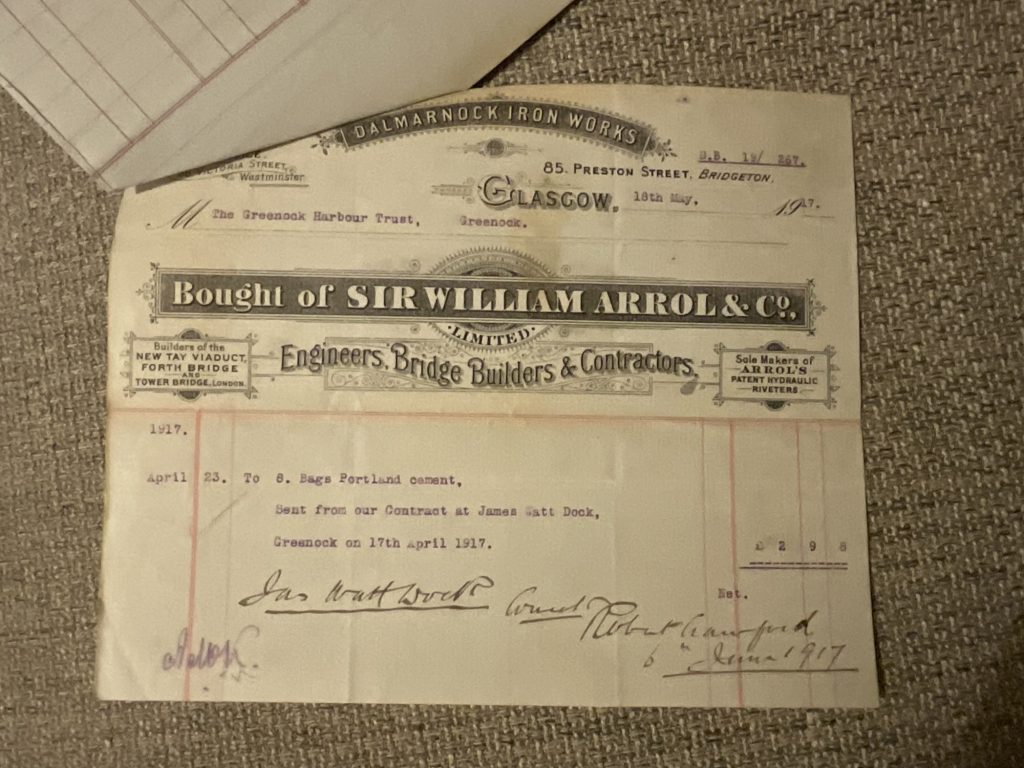 DALMARNOCK IRON WORKS
VICTORIA STREET,
Westminster
85. PRESTON STREET, BRIDGETON,
B.B. 19/ 267.
GLASGOW, 18th May, 1917.
M The Greenock Harbour Trust, Greenock.
Bought of SIR WILLIAM ARROL & Co.,
LIMITED.
Engineers, Bridge Builders & Contractors.
Builders of the
NEW TAY VIADUCT,
FORTH BRIDGE
AND
TOWER BRIDGE, LONDON.
Sole Makers of
ARROL'S
PATENT HYDRAULIC
RIVETERS.
1917.
April 23. To 8. Bags Portland cement,
Sent from our Contract at James Watt Dock,
Greenock on 17th April 1917.
£ 2 9 8
Net.
Jas Watt Dock
Robert Crawford
6th June 1917